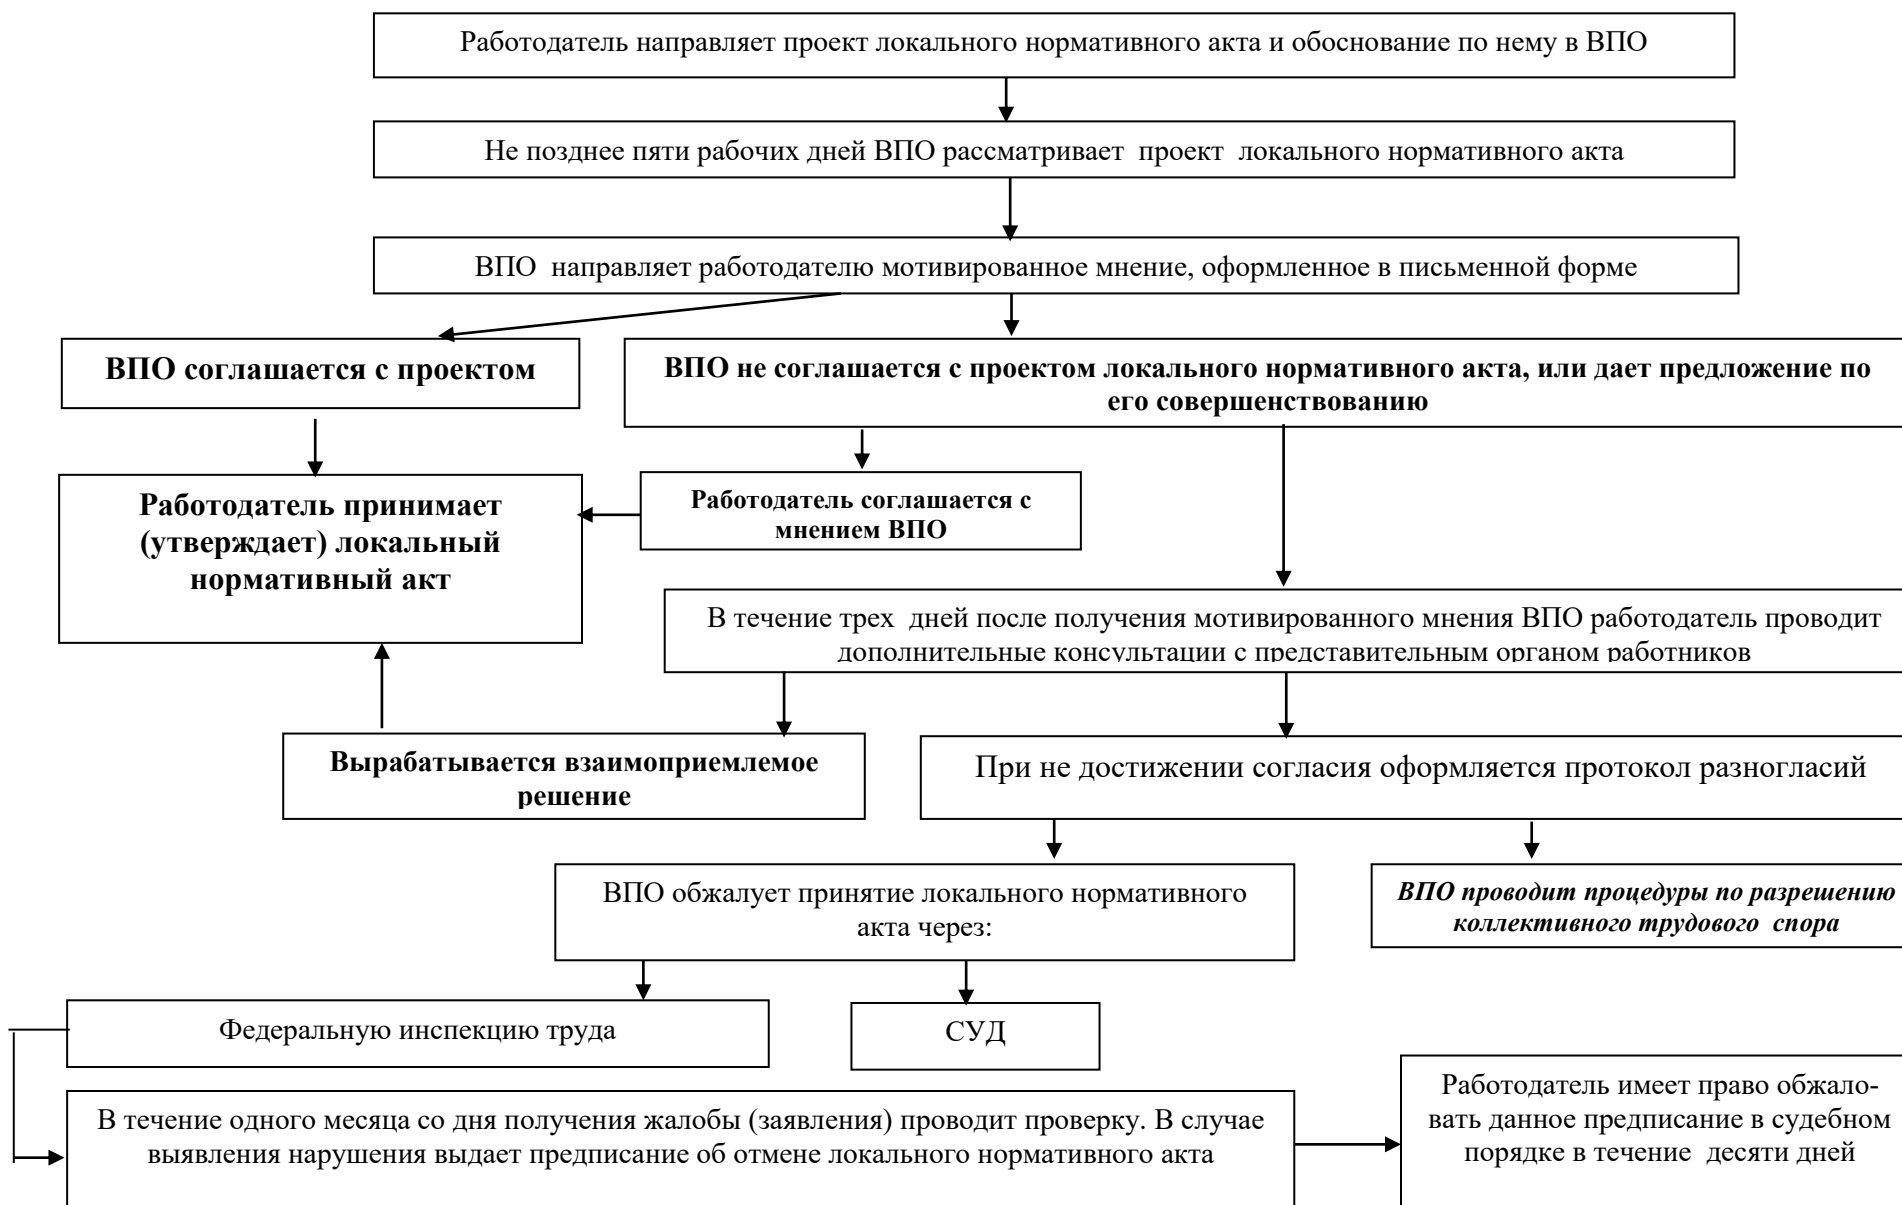 Работодатель направляет проект локального нормативного акта и обоснование по нему в ВПО
Не позднее пяти рабочих дней ВПО рассматривает проект локального нормативного акта
ВПО направляет работодателю мотивированное мнение, оформленное в письменной форме
ВПО соглашается с проектом
ВПО не соглашается с проектом локального нормативного акта, или дает предложение по
его совершенствованию
Работодатель принимает
(утверждает) локальный
нормативный акт
Работодатель соглашается с
мнением ВПО
В течение трех дней после получения мотивированного мнения ВПО работодатель проводит
дополнительные консультации с представительным органом работников
Вырабатывается взаимоприемлемое
решение
При не достижении согласия оформляется протокол разногласий
ВПО обжалует принятие локального нормативного
акта через:
ВПО проводит процедуры по разрешению
коллективного трудового спора
Федеральную инспекцию труда
СУД
В течение одного месяца со дня получения жалобы (заявления) проводит проверку. В случае
выявления нарушения выдает предписание об отмене локального нормативного акта
Работодатель имеет право обжало-
вать данное предписание в судебном
порядке в течение десяти дней